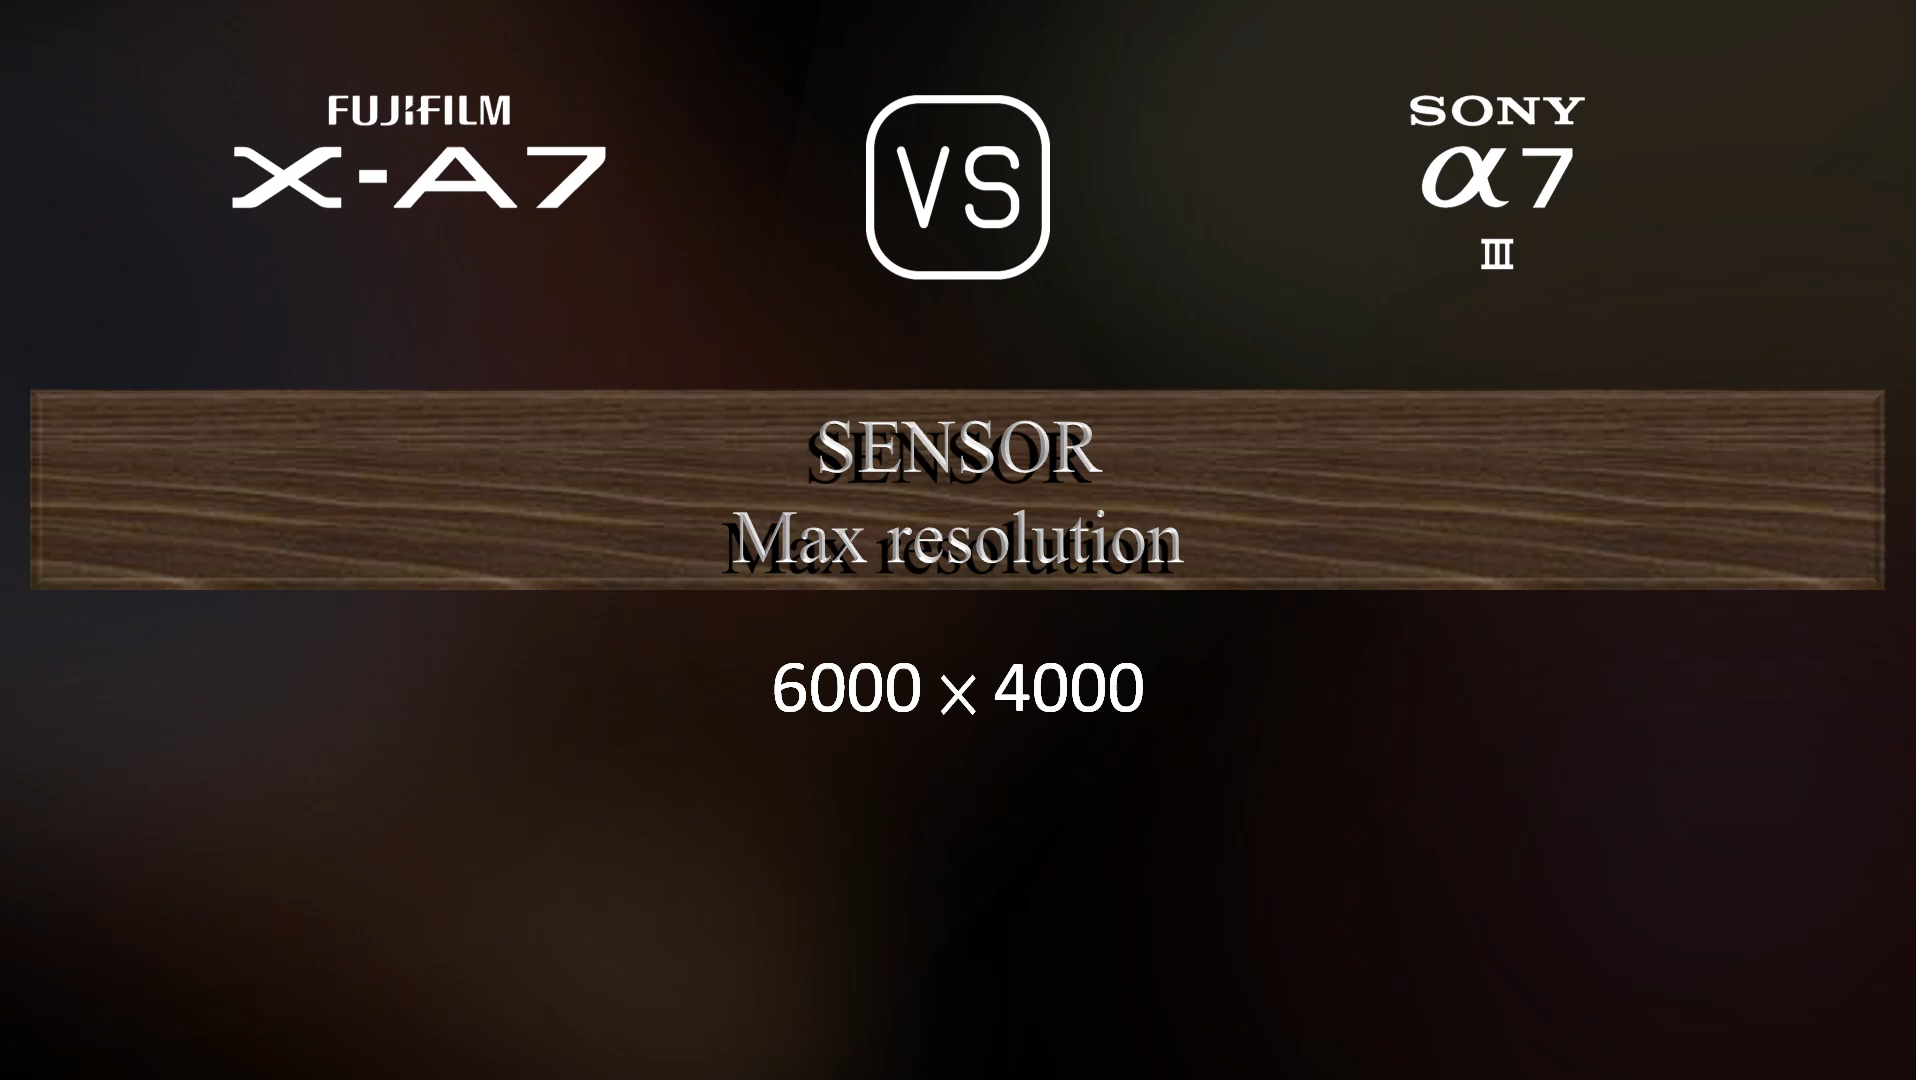 FUJIFILM
X-A7
VS
SONY
α7
III
SENSOR
Max resolution
6000 x 4000